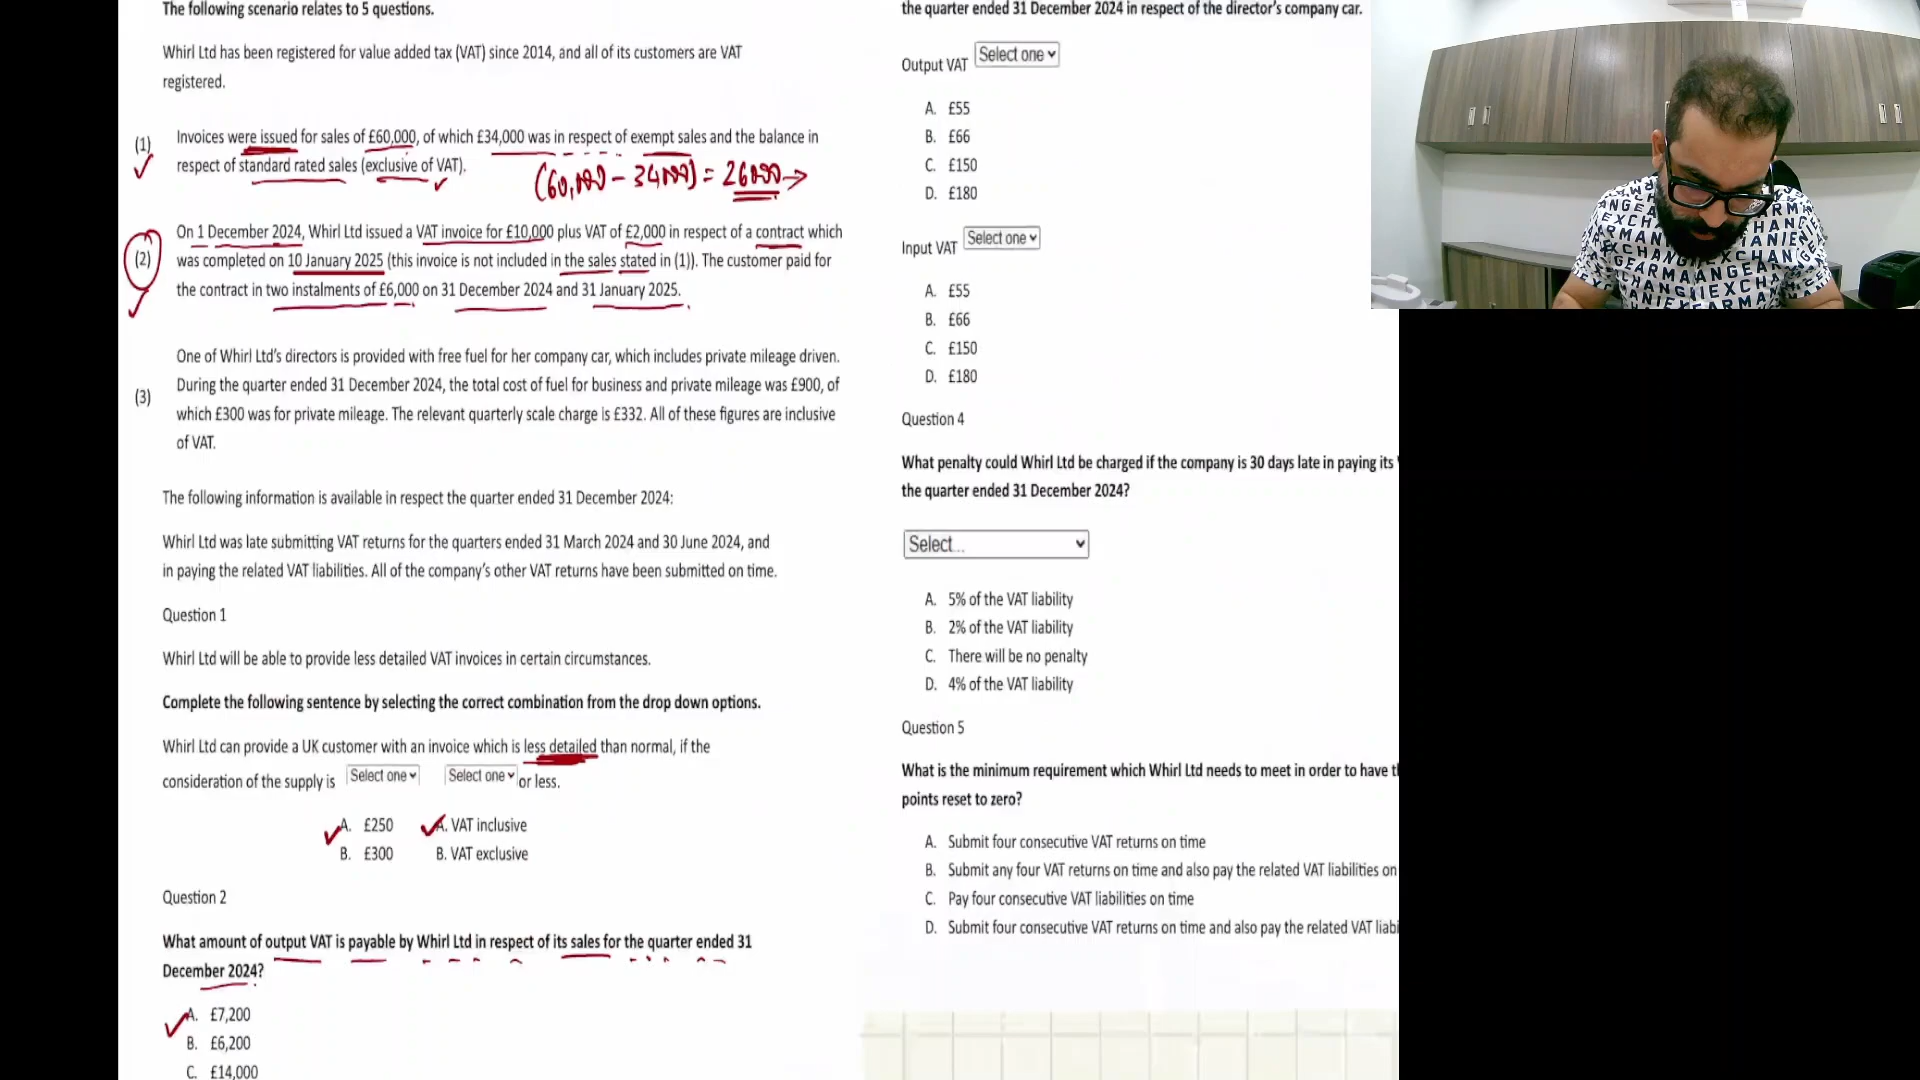 The following scenario relates to 5 questions.
Whirl Ltd has been registered for value added tax (VAT) since 2014, and all of its customers are VAT
registered.
(1)
Invoices were issued for sales of £60,000, of which £34,000 was in respect of exempt sales and the balance in
respect of standard rated sales (exclusive of VAT).
(60,000 - 34000) = 26000 →
(2)
On 1 December 2024, Whirl Ltd issued a VAT invoice for £10,000 plus VAT of £2,000 in respect of a contract which
was completed on 10 January 2025 (this invoice is not included in the sales stated in (1)). The customer paid for
the contract in two instalments of £6,000 on 31 December 2024 and 31 January 2025.
(3)
One of Whirl Ltd's directors is provided with free fuel for her company car, which includes private mileage driven.
During the quarter ended 31 December 2024, the total cost of fuel for business and private mileage was £900, of
which £300 was for private mileage. The relevant quarterly scale charge is £332. All of these figures are inclusive
of VAT.
The following information is available in respect the quarter ended 31 December 2024:
Whirl Ltd was late submitting VAT returns for the quarters ended 31 March 2024 and 30 June 2024, and
in paying the related VAT liabilities. All of the company's other VAT returns have been submitted on time.
Question 1
Whirl Ltd will be able to provide less detailed VAT invoices in certain circumstances.
Complete the following sentence by selecting the correct combination from the drop down options.
Whirl Ltd can provide a UK customer with an invoice which is less detailed than normal, if the
consideration of the supply is Select one Select one or less.
A. £250 A. VAT inclusive
B. £300 B. VAT exclusive
Question 2
What amount of output VAT is payable by Whirl Ltd in respect of its sales for the quarter ended 31
December 2024?
A. £7,200
B. £6,200
C. £14,000
the quarter ended 31 December 2024 in respect of the director's company car.
Output VAT Select one
A. £55
B. £66
C. £150
D. £180
Input VAT Select one
A. £55
B. £66
C. £150
D. £180
Question 4
What penalty could Whirl Ltd be charged if the company is 30 days late in paying its
the quarter ended 31 December 2024?
Select...
A. 5% of the VAT liability
B. 2% of the VAT liability
C. There will be no penalty
D. 4% of the VAT liability
Question 5
What is the minimum requirement which Whirl Ltd needs to meet in order to have
points reset to zero?
A. Submit four consecutive VAT returns on time
B. Submit any four VAT returns on time and also pay the related VAT liabilities on
C. Pay four consecutive VAT liabilities on time
D. Submit four consecutive VAT returns on time and also pay the related VAT